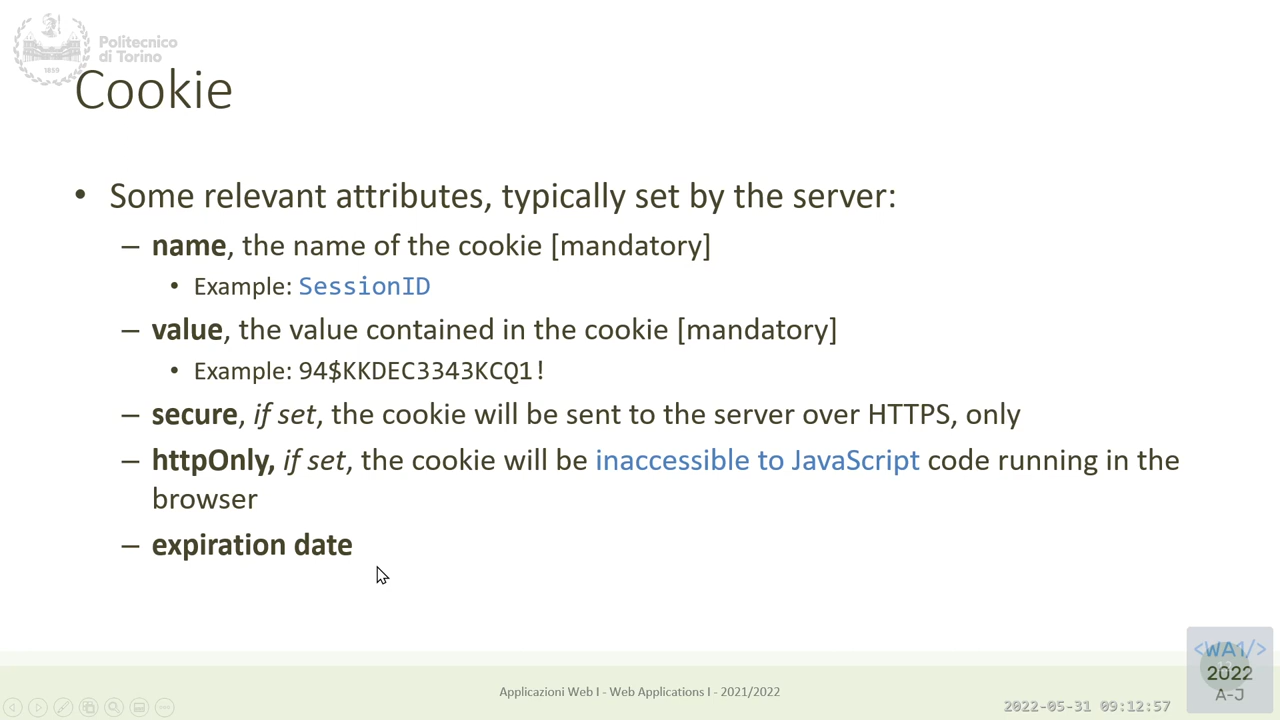 Politecnico
di Torino
1859
Cookie
• Some relevant attributes, typically set by the server:
– name, the name of the cookie [mandatory]
• Example: SessionID
– value, the value contained in the cookie [mandatory]
• Example: 94$KKDEC3343KCQ1!
– secure, if set, the cookie will be sent to the server over HTTPS, only
– httpOnly, if set, the cookie will be inaccessible to JavaScript code running in the
browser
– expiration date
Applicazioni Web I - Web Applications I - 2021/2022
2022-05-31 09:12:57
<WA1/>
2022
A-J